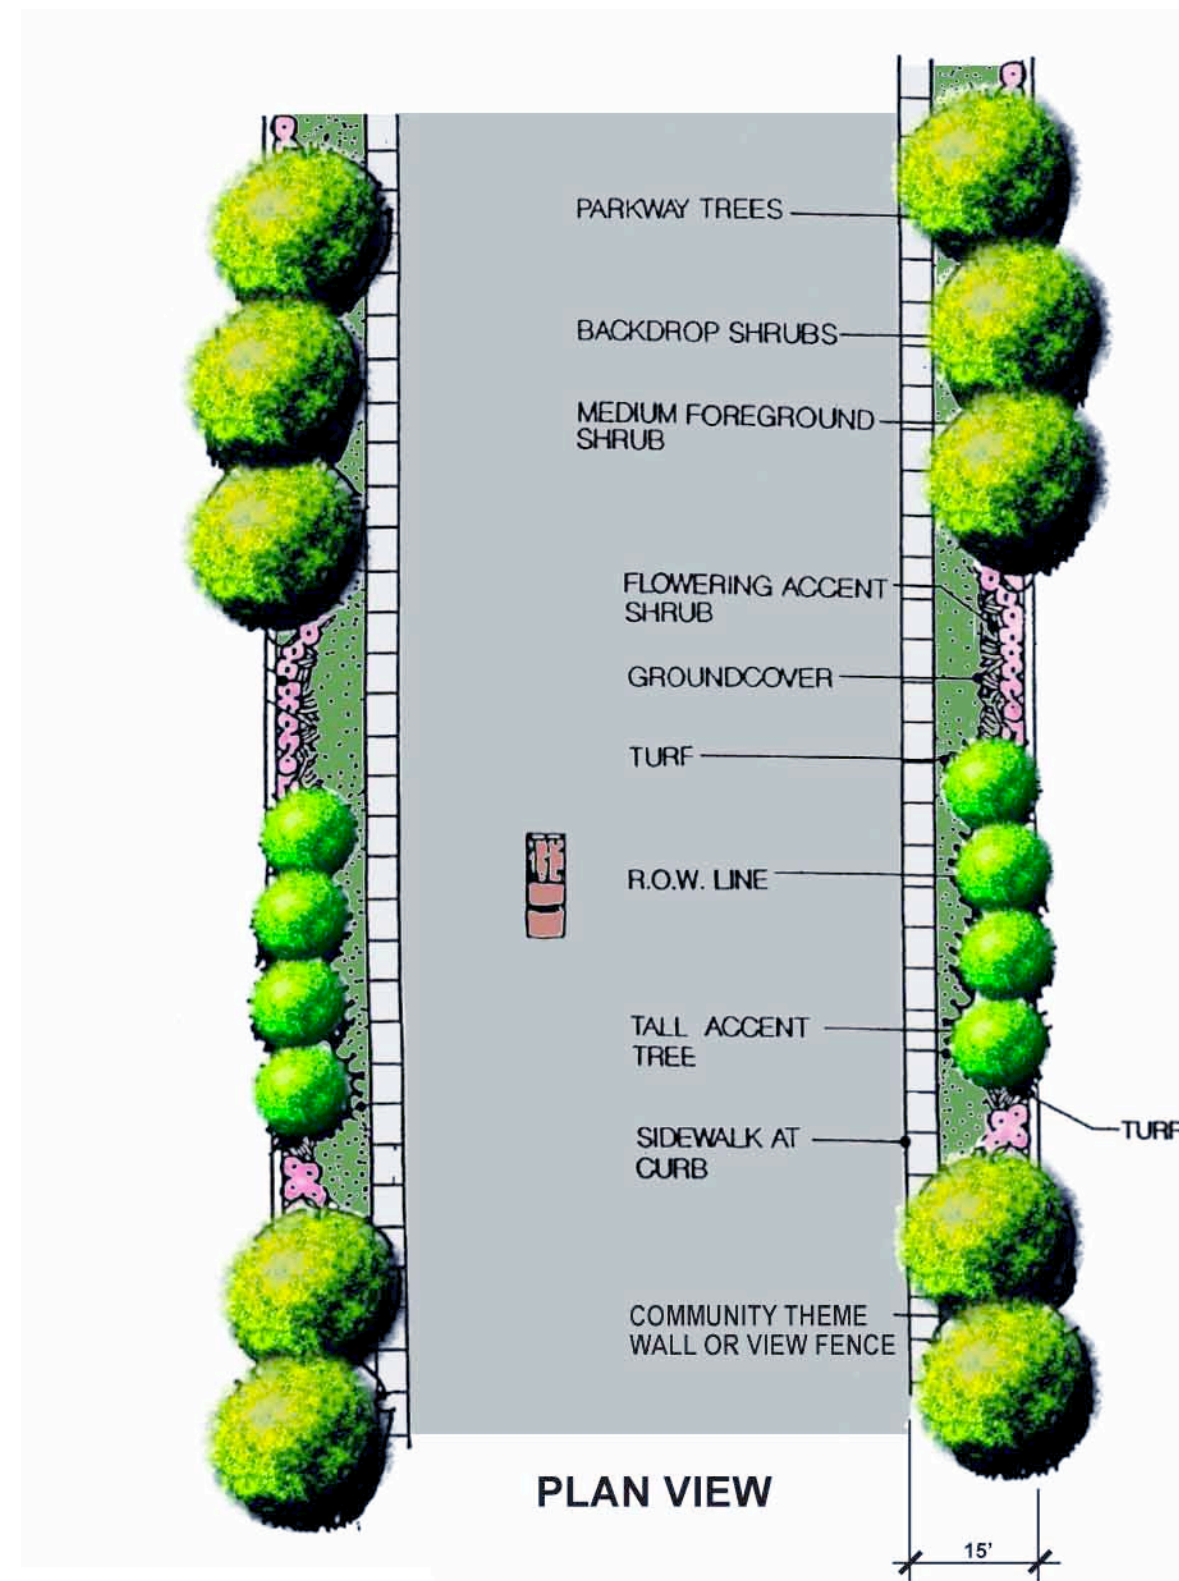 PARKWAY TREES
BACKDROP SHRUBS
MEDIUM FOREGROUND
SHRUB
FLOWERING ACCENT
SHRUB
GROUNDCOVER
TURF
R.O.W. LINE
TALL ACCENT
TREE
TURF
SIDEWALK AT
CURB
COMMUNITY THEME
WALL OR VIEW FENCE
PLAN VIEW
15'